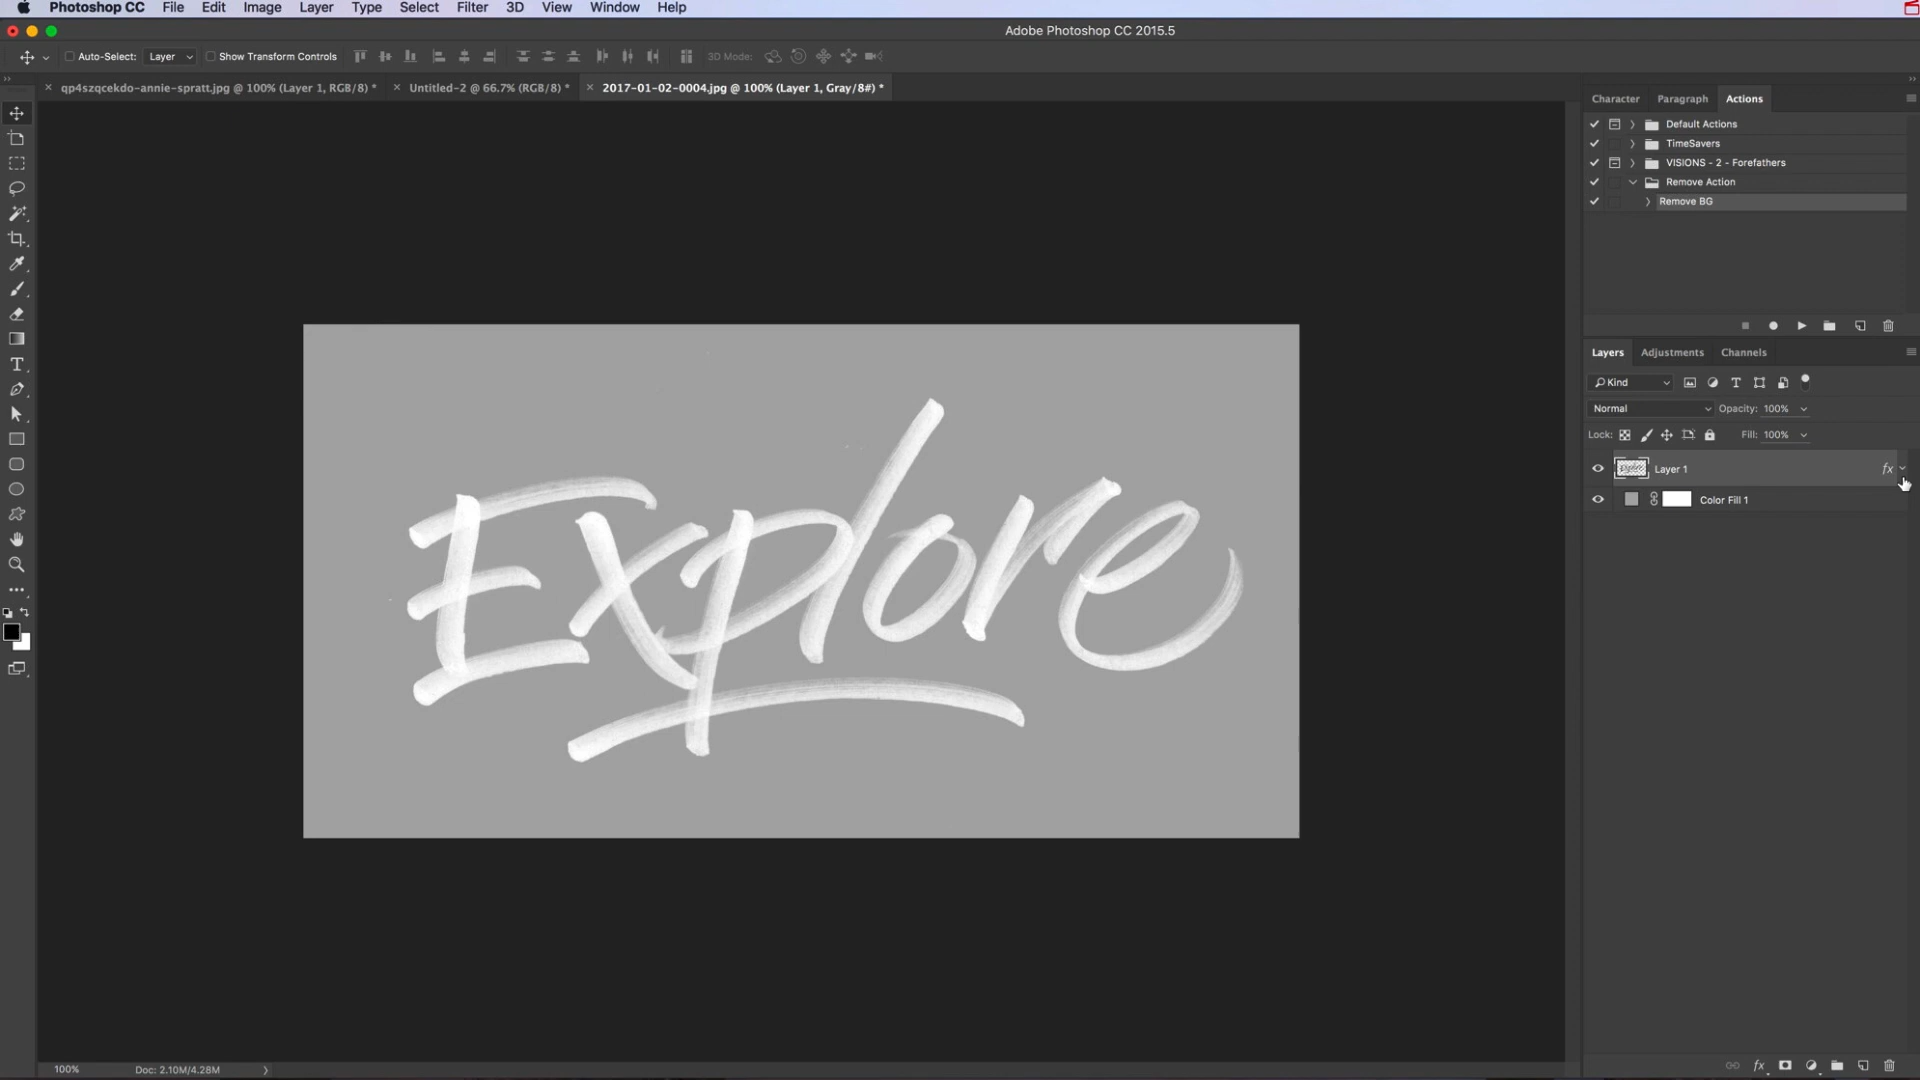 Photoshop CC File Edit Image Layer Type Select Filter 3D View Window Help
Adobe Photoshop CC 2015.5
Auto-Select: Layer Show Transform Controls 3D Mode:
qp4szqcekdo-annie-spratt.jpg @ 100% (Layer 1, RGB/8) * Untitled-2 @ 66.7% (RGB/8) * 2017-01-02-0004.jpg @ 100% (Layer 1, Gray/8#) *
Character Paragraph Actions
Default Actions
TimeSavers
VISIONS - 2 - Forefathers
Remove Action
Remove BG
Layers Adjustments Channels
Kind
Normal Opacity: 100%
Lock: Fill: 100%
Layer 1 fx
Color Fill 1
Explore
100% Doc: 2.10M/4.28M
fx